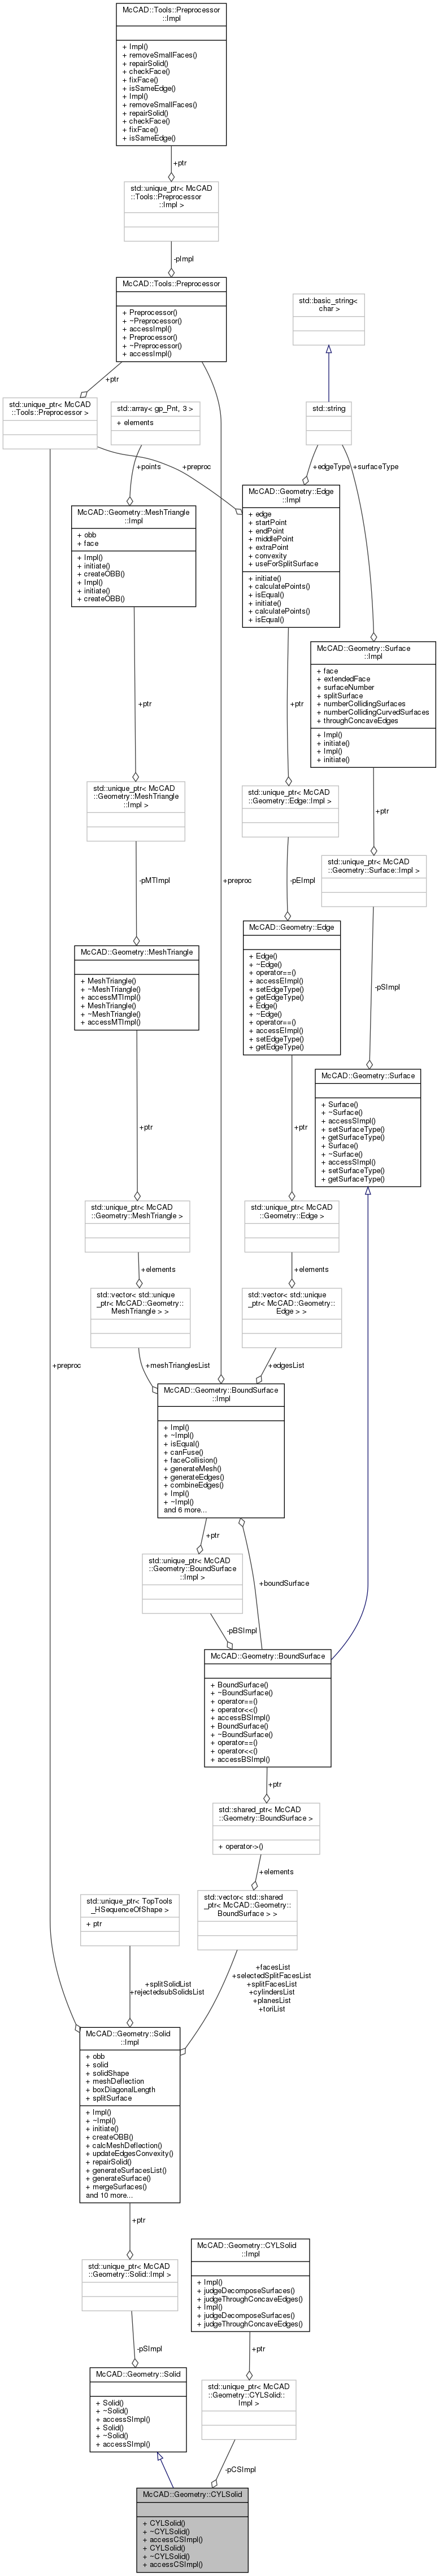 McCAD::Tools::Preprocessor
::Impl
+ Impl()
+ removeSmallFaces()
+ repairSolid()
+ checkFace()
+ fixFace()
+ isSameEdge()
+ Impl()
+ removeSmallFaces()
+ repairSolid()
+ checkFace()
+ fixFace()
+ isSameEdge()
+ptr
std::unique_ptr< McCAD
::Tools::Preprocessor
::Impl >
-pImpl
McCAD::Tools::Preprocessor
+ Preprocessor()
+ ~Preprocessor()
+ accessImpl()
+ Preprocessor()
+ ~Preprocessor()
+ accessImpl()
std::basic_string<
char >
+ptr
std::unique_ptr< McCAD
::Tools::Preprocessor >
std::array< gp_Pnt, 3 >
+ elements
std::string
+points
+preproc
+edgeType
+surfaceType
McCAD::Geometry::MeshTriangle
::Impl
+ obb
+ face
+ Impl()
+ initiate()
+ createOBB()
+ Impl()
+ initiate()
+ createOBB()
McCAD::Geometry::Edge
::Impl
+ edge
+ startPoint
+ endPoint
+ middlePoint
+ extraPoint
+ convexity
+ useForSplitSurface
+ initiate()
+ calculatePoints()
+ isEqual()
+ initiate()
+ calculatePoints()
+ isEqual()
McCAD::Geometry::Surface
::Impl
+ face
+ extendedFace
+ surfaceNumber
+ splitSurface
+ numberCollidingSurfaces
+ numberCollidingCurvedSurfaces
+ throughConcaveEdges
+ Impl()
+ initiate()
+ Impl()
+ initiate()
+ptr
+ptr
+ptr
std::unique_ptr< McCAD
::Geometry::MeshTriangle
::Impl >
std::unique_ptr< McCAD
::Geometry::Edge::Impl >
std::unique_ptr< McCAD
::Geometry::Surface::Impl >
-pMTImpl
+preproc
-pEImpl
-pSImpl
McCAD::Geometry::MeshTriangle
+ MeshTriangle()
+ ~MeshTriangle()
+ accessMTImpl()
+ MeshTriangle()
+ ~MeshTriangle()
+ accessMTImpl()
McCAD::Geometry::Edge
+ Edge()
+ ~Edge()
+ operator==()
+ accessEImpl()
+ setEdgeType()
+ getEdgeType()
+ Edge()
+ ~Edge()
+ operator==()
+ accessEImpl()
+ setEdgeType()
+ getEdgeType()
McCAD::Geometry::Surface
+ Surface()
+ ~Surface()
+ accessSImpl()
+ setSurfaceType()
+ getSurfaceType()
+ Surface()
+ ~Surface()
+ accessSImpl()
+ setSurfaceType()
+ getSurfaceType()
+ptr
+ptr
std::unique_ptr< McCAD
::Geometry::MeshTriangle >
std::unique_ptr< McCAD
::Geometry::Edge >
+elements
+elements
std::vector< std::unique
_ptr< McCAD::Geometry::
MeshTriangle > >
std::vector< std::unique
_ptr< McCAD::Geometry::
Edge > >
+preproc
+meshTrianglesList
+edgesList
McCAD::Geometry::BoundSurface
::Impl
+ Impl()
+ ~Impl()
+ isEqual()
+ canFuse()
+ faceCollision()
+ generateMesh()
+ generateEdges()
+ combineEdges()
+ Impl()
+ ~Impl()
and 6 more...
+ptr
std::unique_ptr< McCAD
::Geometry::BoundSurface
::Impl >
+boundSurface
-pBSImpl
McCAD::Geometry::BoundSurface
+ BoundSurface()
+ ~BoundSurface()
+ operator==()
+ operator<<()
+ accessBSImpl()
+ BoundSurface()
+ ~BoundSurface()
+ operator==()
+ operator<<()
+ accessBSImpl()
+ptr
std::shared_ptr< McCAD
::Geometry::BoundSurface >
+ operator->()
+elements
std::unique_ptr< TopTools
_HSequenceOfShape >
+ ptr
std::vector< std::shared
_ptr< McCAD::Geometry::
BoundSurface > >
+splitSolidList
+rejectedsubSolidsList
+facesList
+selectedSplitFacesList
+splitFacesList
+cylindersList
+planesList
+toriList
McCAD::Geometry::Solid
::Impl
+ obb
+ solid
+ solidShape
+ meshDeflection
+ boxDiagonalLength
+ splitSurface
+ Impl()
+ ~Impl()
+ initiate()
+ createOBB()
+ calcMeshDeflection()
+ updateEdgesConvexity()
+ repairSolid()
+ generateSurfacesList()
+ generateSurface()
+ mergeSurfaces()
and 10 more...
+ptr
McCAD::Geometry::CYLSolid
::Impl
+ Impl()
+ judgeDecomposeSurfaces()
+ judgeThroughConcaveEdges()
+ Impl()
+ judgeDecomposeSurfaces()
+ judgeThroughConcaveEdges()
std::unique_ptr< McCAD
::Geometry::Solid::Impl >
+ptr
-pSImpl
McCAD::Geometry::Solid
+ Solid()
+ ~Solid()
+ accessSImpl()
+ Solid()
+ ~Solid()
+ accessSImpl()
std::unique_ptr< McCAD
::Geometry::CYLSolid::
Impl >
-pCSImpl
McCAD::Geometry::CYLSolid
+ CYLSolid()
+ ~CYLSolid()
+ accessCSImpl()
+ CYLSolid()
+ ~CYLSolid()
+ accessCSImpl()